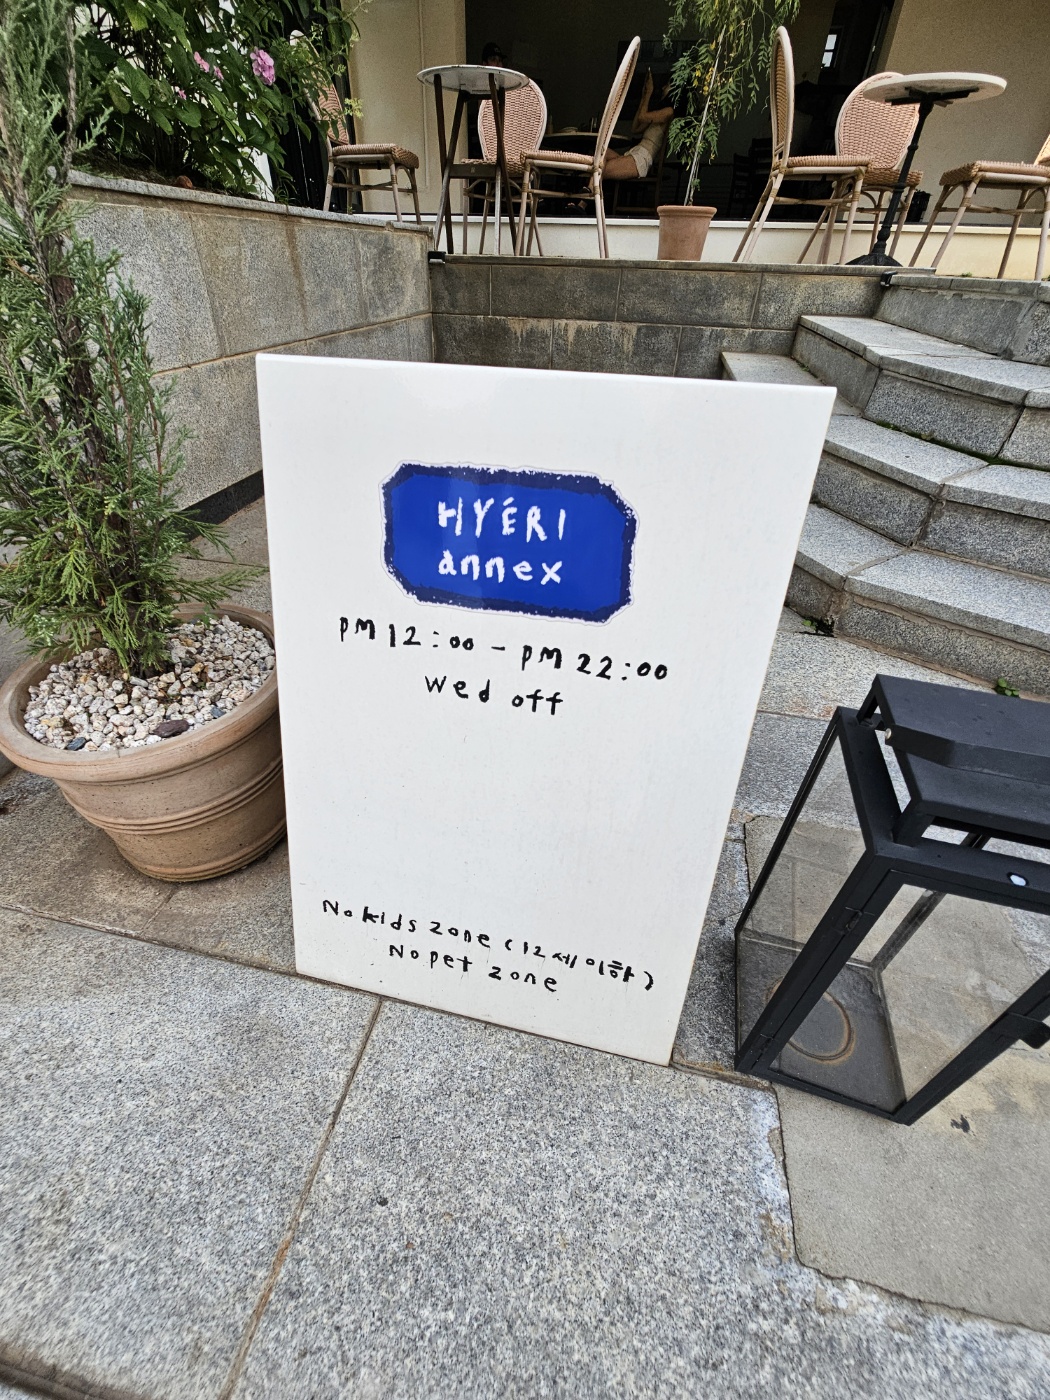 HYÉRI
annex
PM 12:00 - PM 22:00
Wed off
No kids zone (12세 이하)
No pet zone